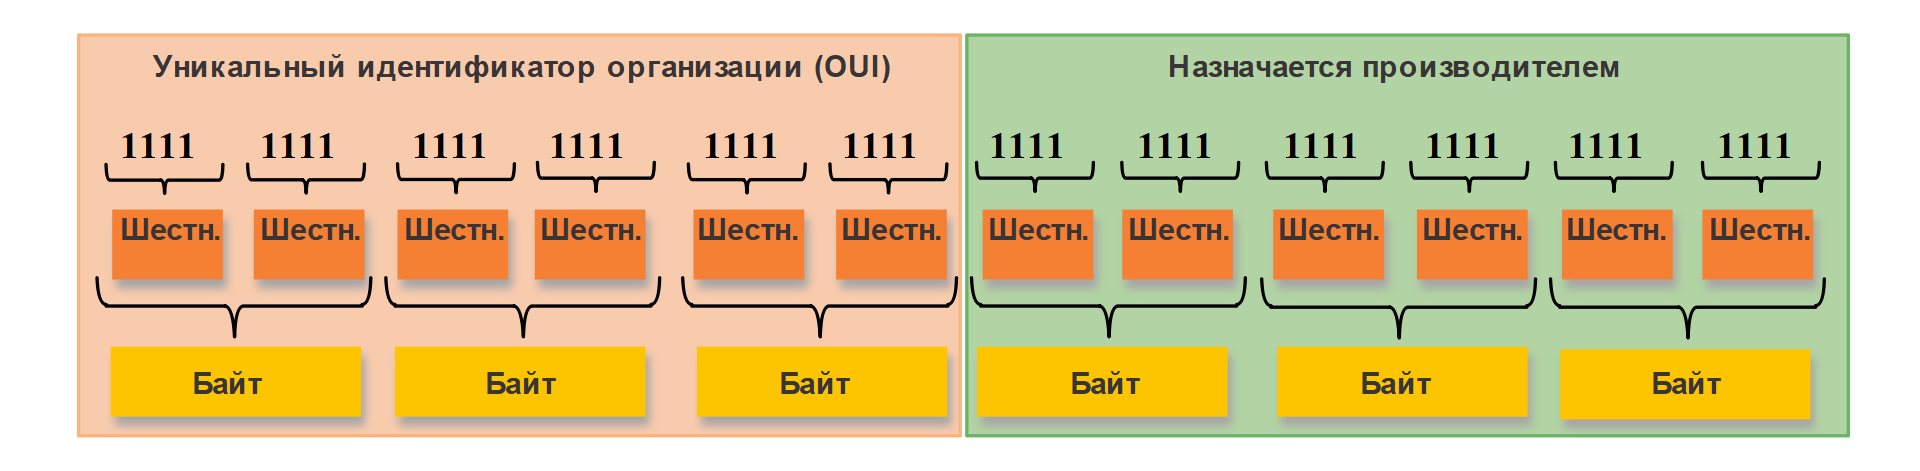 Уникальный идентификатор организации (OUI)
Назначается производителем
1111 1111 1111 1111 1111 1111 1111 1111 1111 1111 1111 1111
Шестн. Шестн. Шестн. Шестн. Шестн. Шестн. Шестн. Шестн. Шестн. Шестн. Шестн. Шестн.
Байт Байт Байт Байт Байт Байт